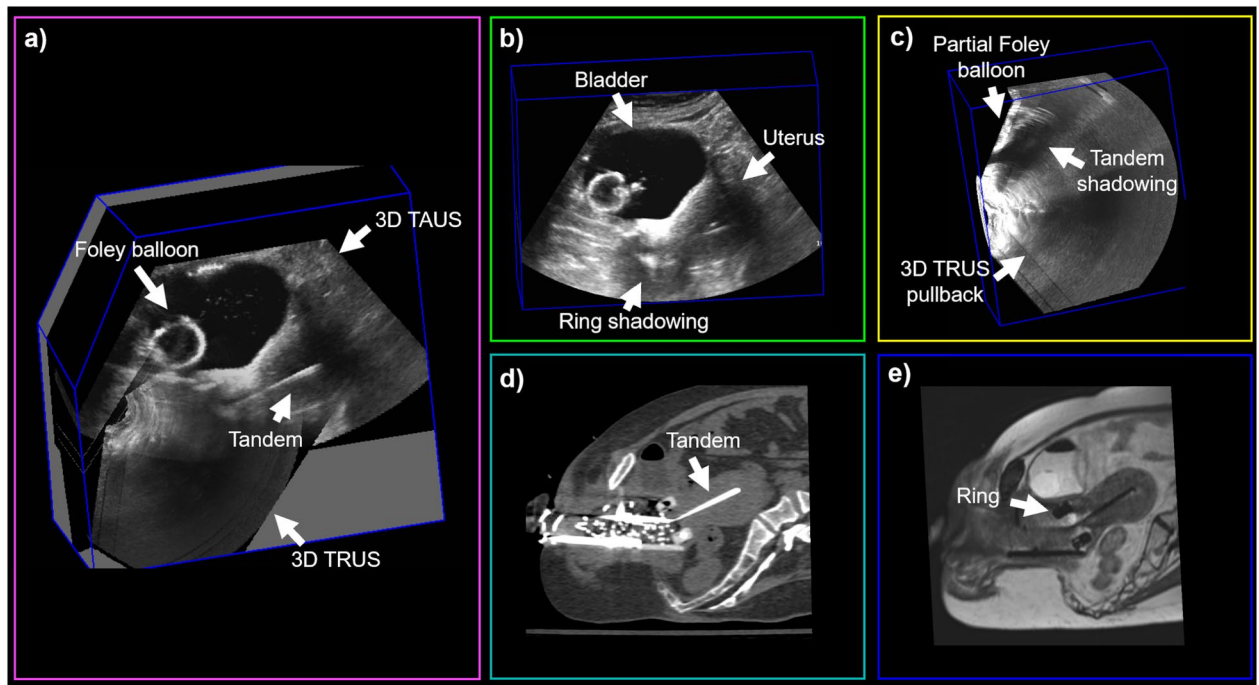 a)
3D TAUS
Foley balloon
Tandem
3D TRUS
b)
Bladder
Uterus
Ring shadowing
c)
Partial Foley
balloon
Tandem
shadowing
3D TRUS
pullback
d)
Tandem
e)
Ring